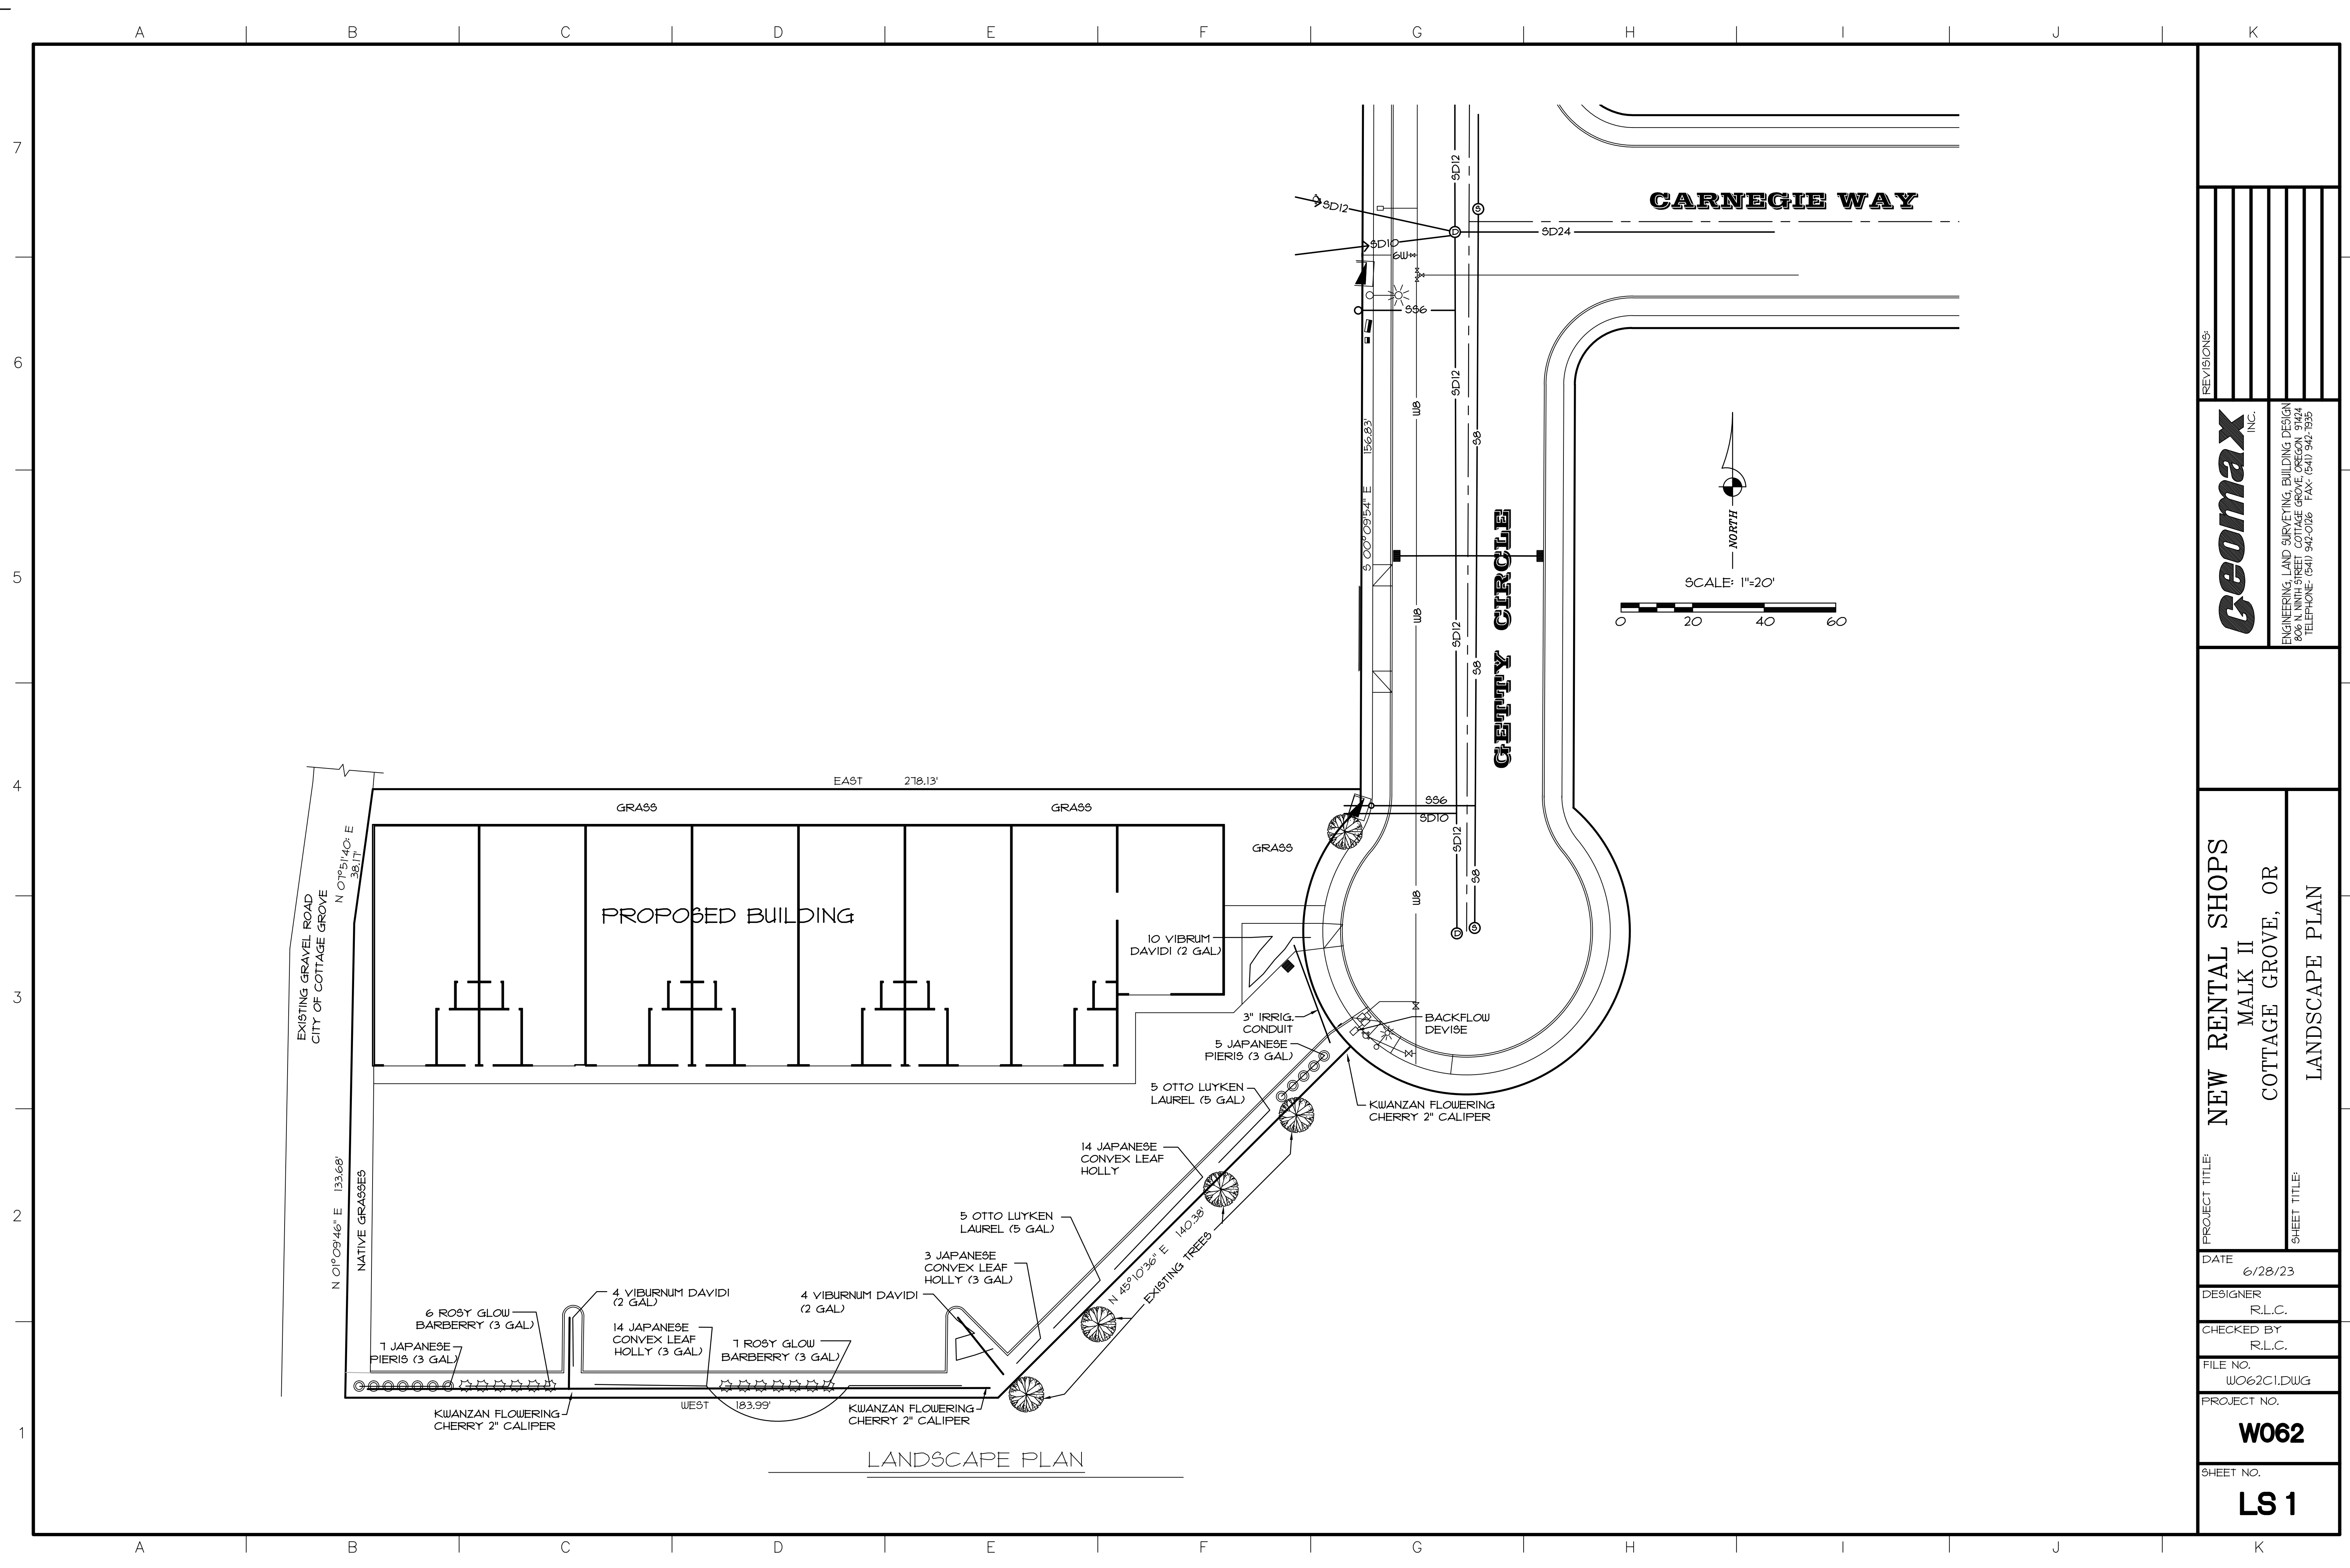 A B C D E F G H I J K
7
6
5
4
3
2
1
CARNEGIE WAY
SD12
SD12
SD10
SD24
6W
SS6
SD12
W8
S8
156.83'
S 00°09'54" E
GETTY CIRCLE
NORTH
SCALE: 1"=20'
0 20 40 60
W8
SD12
S8
EAST 278.13'
GRASS
GRASS
GRASS
SS6
SD10
SD12
S8
W8
N 07°51'40" E
38.17'
EXISTING GRAVEL ROAD
CITY OF COTTAGE GROVE
PROPOSED BUILDING
10 VIBRUM
DAVIDI (2 GAL)
3" IRRIG.
CONDUIT
BACKFLOW
DEVISE
5 JAPANESE
PIERIS (3 GAL)
5 OTTO LUYKEN
LAUREL (5 GAL)
KWANZAN FLOWERING
CHERRY 2" CALIPER
14 JAPANESE
CONVEX LEAF
HOLLY
N 01°09'46" E 133.68'
NATIVE GRASSES
5 OTTO LUYKEN
LAUREL (5 GAL)
N 45°10'36" E 140.38'
EXISTING TREES
3 JAPANESE
CONVEX LEAF
HOLLY (3 GAL)
4 VIBURNUM DAVIDI
(2 GAL)
4 VIBURNUM DAVIDI
(2 GAL)
6 ROSY GLOW
BARBERRY (3 GAL)
14 JAPANESE
CONVEX LEAF
HOLLY (3 GAL)
7 ROSY GLOW
BARBERRY (3 GAL)
7 JAPANESE
PIERIS (3 GAL)
WEST 183.99'
KWANZAN FLOWERING
CHERRY 2" CALIPER
KWANZAN FLOWERING
CHERRY 2" CALIPER
LANDSCAPE PLAN
REVISIONS:
Geomax INC.
ENGINEERING, LAND SURVEYING, BUILDING DESIGN
806 N. NINTH STREET COTTAGE GROVE, OREGON 97424
TELEPHONE- (541) 942-0126 FAX- (541) 942-7935
PROJECT TITLE:
NEW RENTAL SHOPS
MALK II
COTTAGE GROVE, OR
SHEET TITLE:
LANDSCAPE PLAN
DATE
6/28/23
DESIGNER
R.L.C.
CHECKED BY
R.L.C.
FILE NO.
W062C1.DWG
PROJECT NO.
W062
SHEET NO.
LS 1
A B C D E F G H I J K